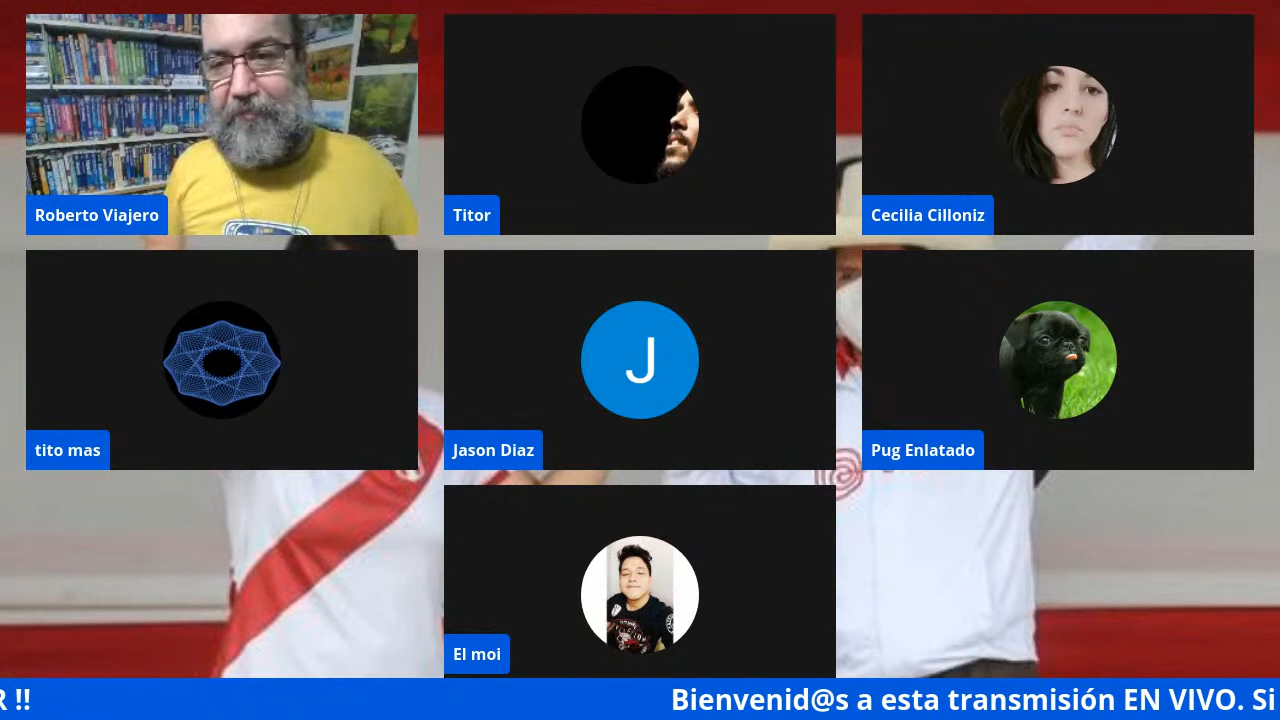 Roberto Viajero
Titor
Cecilia Cilloniz
tito mas
J
Jason Diaz
Pug Enlatado
El moi
R !!
Bienvenid@s a esta transmisión EN VIVO. Si